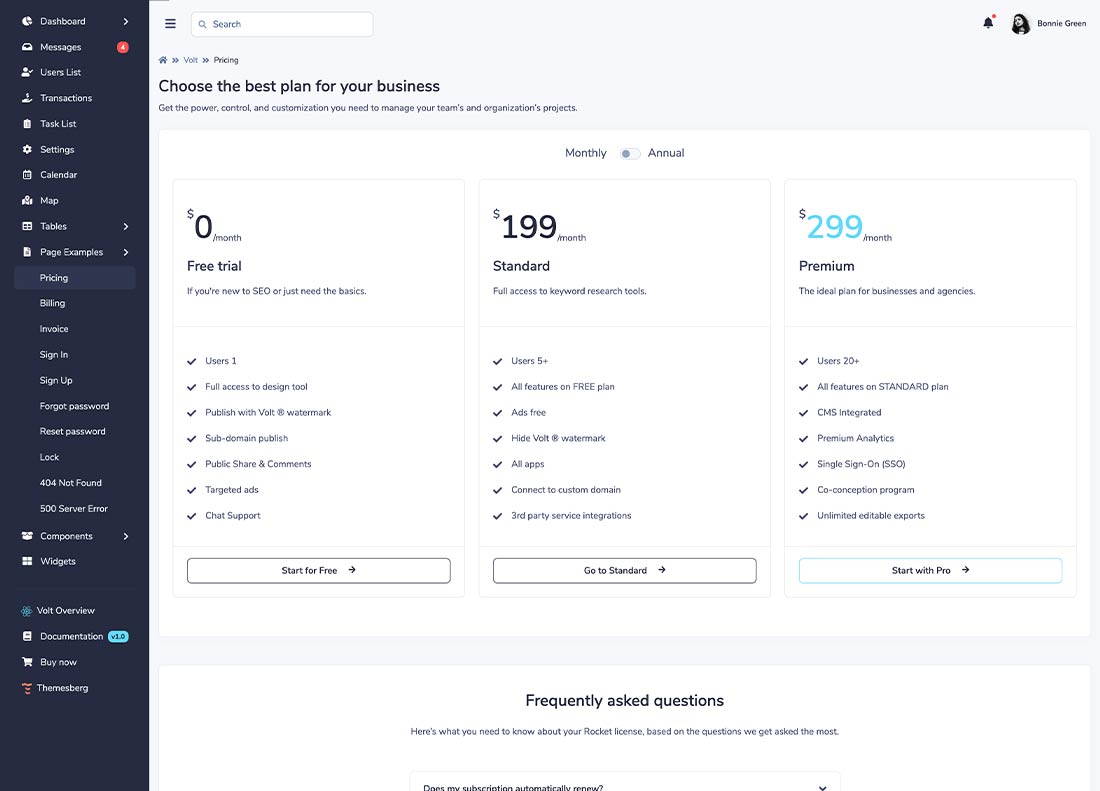 Dashboard
Messages 4
Users List
Transactions
Task List
Settings
Calendar
Map
Tables
Page Examples
Pricing
Billing
Invoice
Sign In
Sign Up
Forgot password
Reset password
Lock
404 Not Found
500 Server Error
Components
Widgets
Volt Overview
Documentation v1.0
Buy now
Themesberg
Search
Bonnie Green
Volt Pricing
Choose the best plan for your business
Get the power, control, and customization you need to manage your team's and organization's projects.
Monthly Annual
$0/month
Free trial
If you're new to SEO or just need the basics.
Users 1
Full access to design tool
Publish with Volt ® watermark
Sub-domain publish
Public Share & Comments
Targeted ads
Chat Support
Start for Free
$199/month
Standard
Full access to keyword research tools.
Users 5+
All features on FREE plan
Ads free
Hide Volt ® watermark
All apps
Connect to custom domain
3rd party service integrations
Go to Standard
$299/month
Premium
The ideal plan for businesses and agencies.
Users 20+
All features on STANDARD plan
CMS Integrated
Premium Analytics
Single Sign-On (SSO)
Co-conception program
Unlimited editable exports
Start with Pro
Frequently asked questions
Here's what you need to know about your Rocket license, based on the questions we get asked the most.
Does my subscription automatically renew?